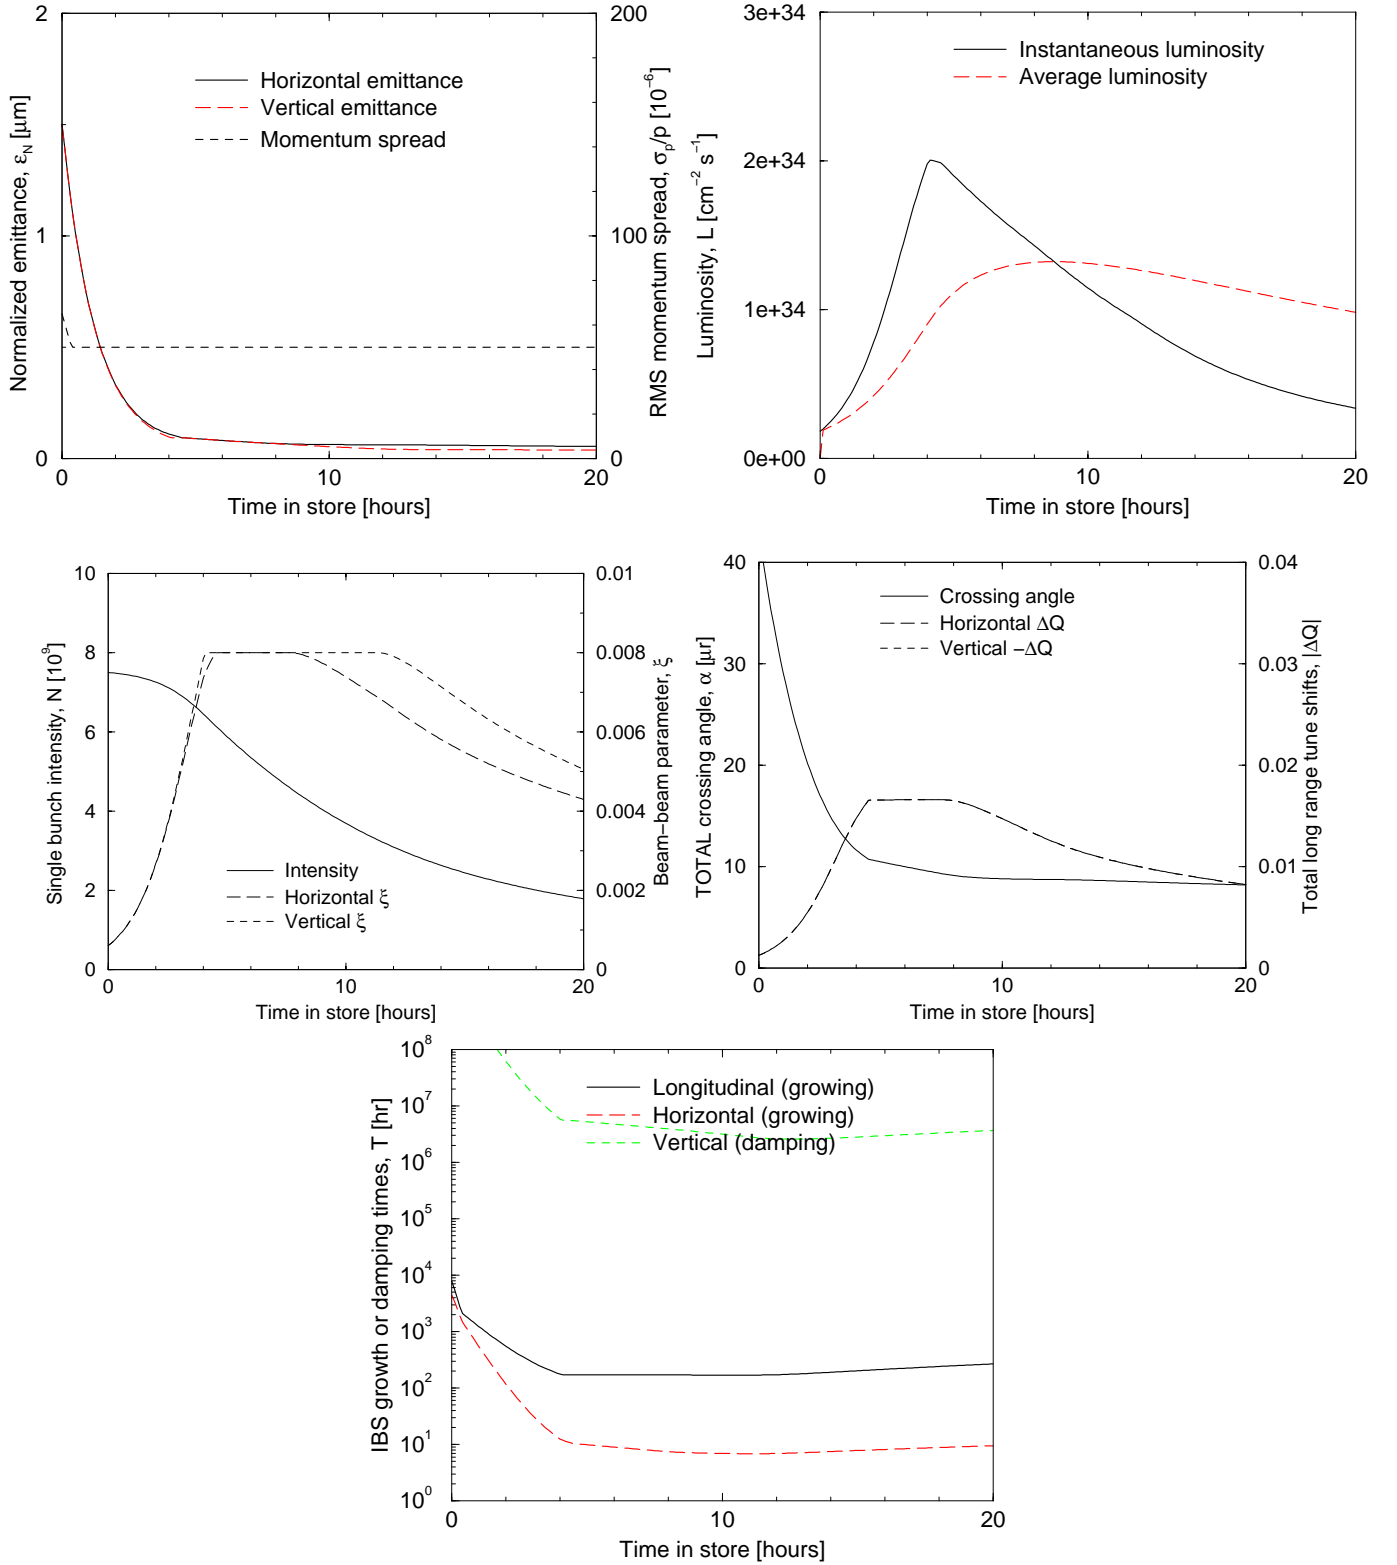 2
1
0
Normalized emittance, εN [μm]
Horizontal emittance
Vertical emittance
Momentum spread
200
100
0
RMS momentum spread, σp/p [10−6]
0
10
20
Time in store [hours]
3e+34
2e+34
1e+34
0e+00
Luminosity, L [cm−2 s−1]
Instantaneous luminosity
Average luminosity
0
10
20
Time in store [hours]
10
8
6
4
2
0
Single bunch intensity, N [109]
Intensity
Horizontal ξ
Vertical ξ
0.01
0.008
0.006
0.004
0.002
0
Beam−beam parameter, ξ
0
10
20
Time in store [hours]
40
30
20
10
0
TOTAL crossing angle, α [μr]
Crossing angle
Horizontal ΔQ
Vertical −ΔQ
0.04
0.03
0.02
0.01
0
Total long range tune shifts, |ΔQ|
0
10
20
Time in store [hours]
108
107
106
105
104
103
102
101
100
IBS growth or damping times, T [hr]
Longitudinal (growing)
Horizontal (growing)
Vertical (damping)
0
10
20
Time in store [hours]